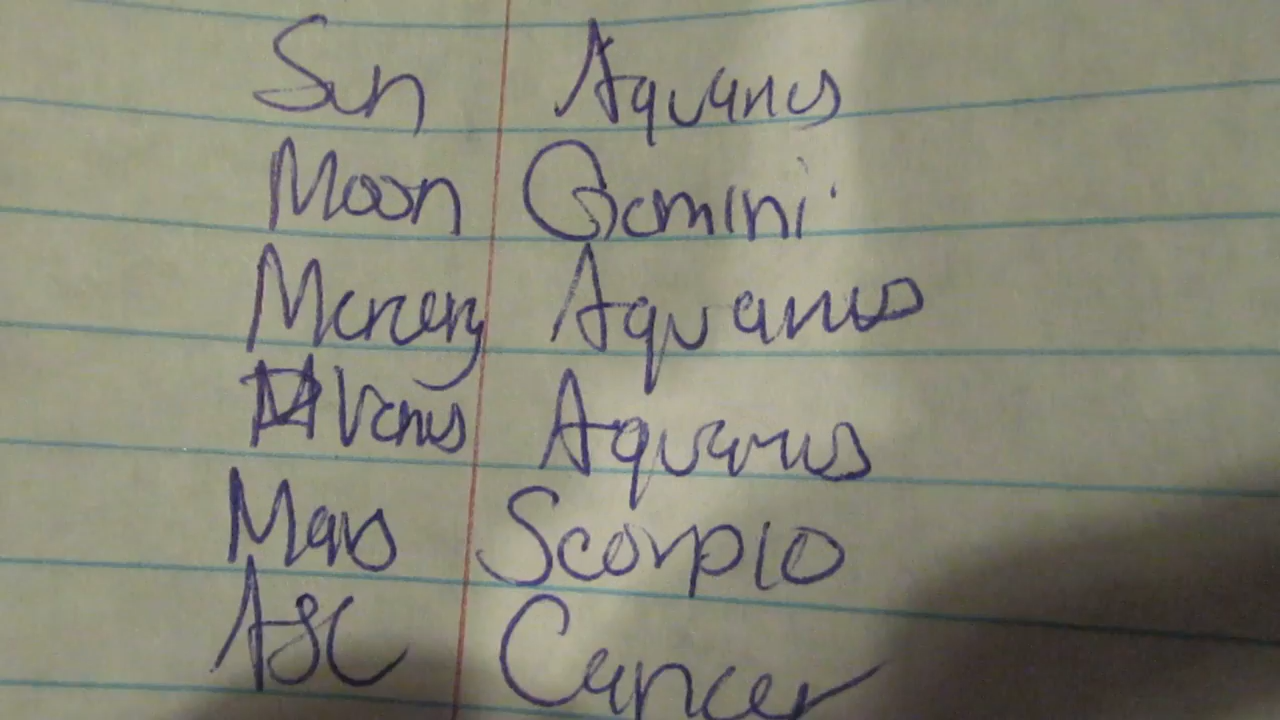 Sun Aquarius
Moon Gemini
Mercury Aquarius
Venus Aquarius
Mars Scorpio
ASC Cancer